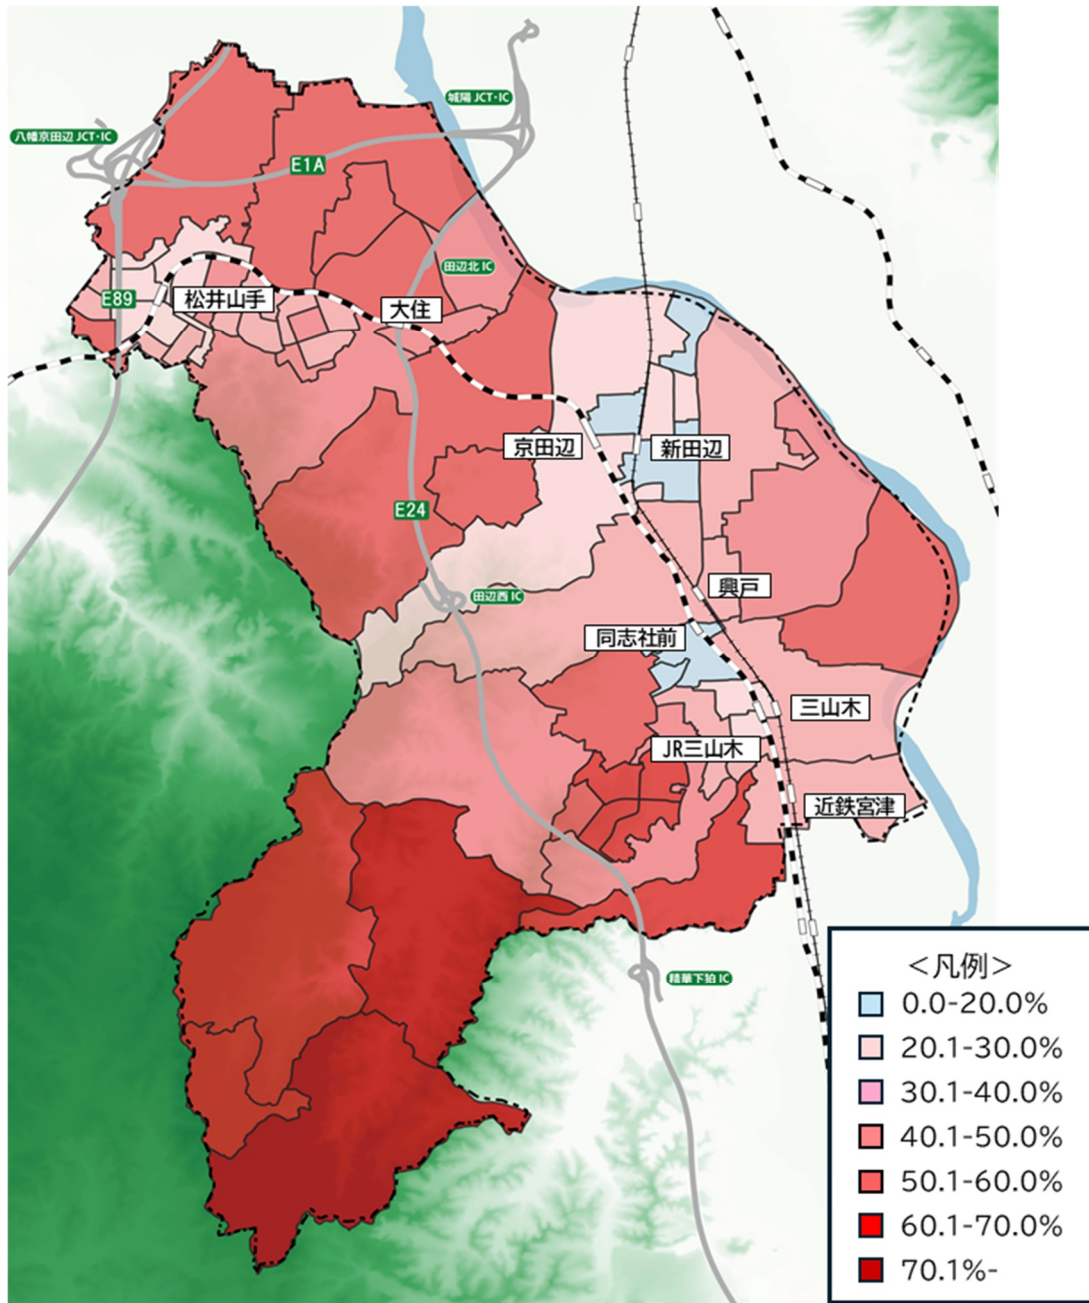 城陽 JCT・IC
八幡京田辺 JCT・IC
E1A
田辺北 IC
E89
松井山手
大住
京田辺
新田辺
E24
田辺西 IC
興戸
同志社前
三山木
JR三山木
近鉄宮津
精華下狛 IC
<凡例>
0.0-20.0%
20.1-30.0%
30.1-40.0%
40.1-50.0%
50.1-60.0%
60.1-70.0%
70.1%-